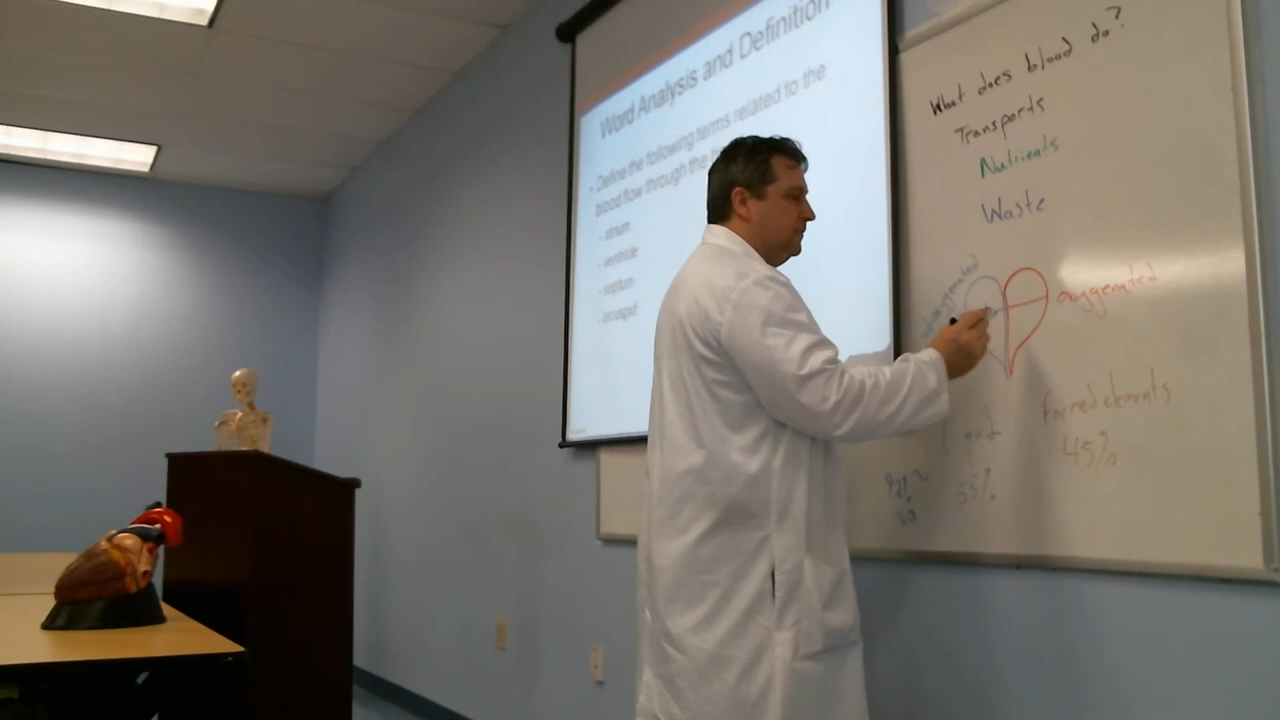 Word Analysis and Definition
• Define the following terms related to the
blood flow through the
– atrium
– ventricle
– septum
– bicuspid
What does blood do?
Transports
Nutrients
Waste
oxygenated
Formed elements
45%
55%